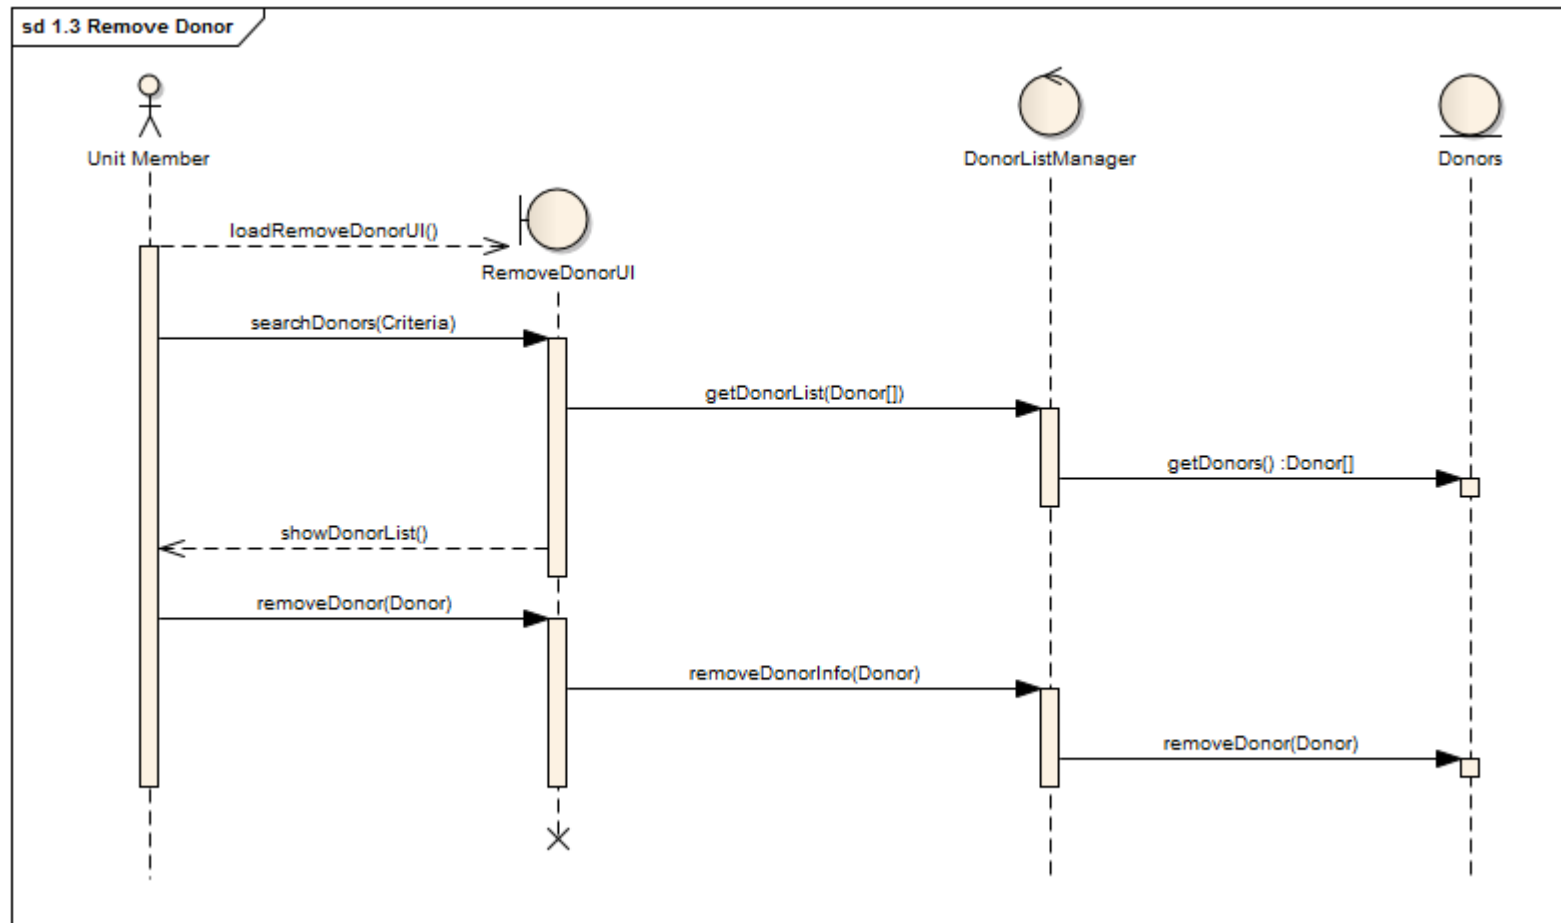 sd 1.3 Remove Donor
Unit Member
DonorListManager
Donors
loadRemoveDonorUI()
RemoveDonorUI
searchDonors(Criteria)
getDonorList(Donor[])
getDonors() :Donor[]
showDonorList()
removeDonor(Donor)
removeDonorInfo(Donor)
removeDonor(Donor)